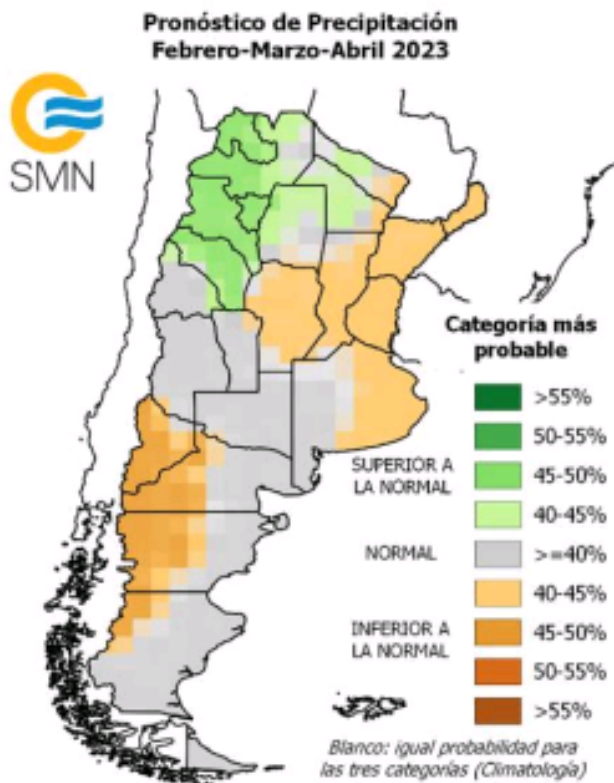 Pronóstico de Precipitación
Febrero-Marzo-Abril 2023
SMN
Categoría más
probable
>55%
50-55%
SUPERIOR A
LA NORMAL
45-50%
40-45%
NORMAL
>=40%
40-45%
INFERIOR A
LA NORMAL
45-50%
50-55%
>55%
Blanco: igual probabilidad para
las tres categorías (Climatología)